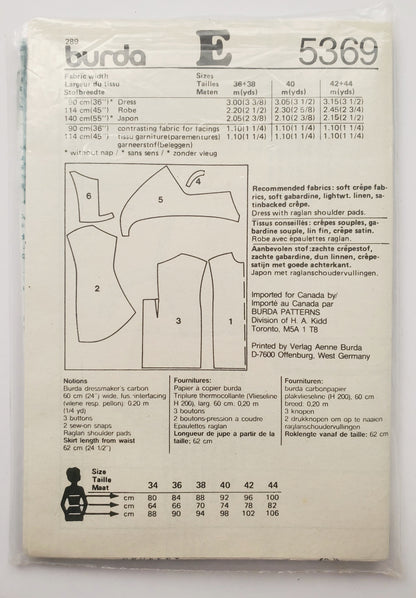 289
burda E 5369
Fabric width Sizes
Largeur du tissu Tailles 36+38 40 42+44
Stofbreedte Maten m(yds) m(yds) m(yds)
90 cm(36")* Dress 3.00(3 3/8) 3.05(3 1/2) 3.15(3 1/2)
114 cm(45")* Robe 2.20(2 1/2) 2.30(2 5/8) 2.40(2 3/4)
140 cm(55")* Japon 2.05(2 3/8) 2.10(2 3/8) 2.15(2 1/2)
90 cm(36") contrasting fabric for facings 1.10(1 1/4) 1.10(1 1/4) 1.10(1 1/4)
114 cm(45") tissu garniture(parementures) 1.10(1 1/4) 1.10(1 1/4) 1.10(1 1/4)
garneerstof(beleggen)
* without nap / * sans sens / * zonder vleug
6
5
4
2
3
1
Recommended fabrics: soft crêpe fab-
rics, soft gabardine, lightwt. linen, sa-
tinbacked crêpe.
Dress with raglan shoulder pads.
Tissus conseillés: crêpes souples, ga-
bardine souple, lin fin, crêpe satin.
Robe avec épaulettes raglan.
Aanbevolen stof: zachte crêpestof,
zachte gabardine, dun linnen, crêpe-
satijn met goede achterkant.
Japon met raglanschoudervullingen.
Imported for Canada by/
Importé au Canada par
BURDA PATTERNS
Division of H. A. Kidd
Toronto, M5A 1 T8
Printed by Verlag Aenne Burda
D-7600 Offenburg, West Germany
Notions
Burda dressmaker's carbon
60 cm (24") wide, fus. interfacing
(vilene resp. pellon): 0,20 m
(1/4 yd)
3 buttons
2 sew-on snaps
Raglan shoulder pads
Skirt length from waist
62 cm (24 1/2")
Fournitures:
Papier à copier burda
Triplure thermocollante (Vlieseline
H 200), larg. 60 cm. 0,20 m
3 boutons
2 boutons-pression à coudre
Epaulettes raglan
Longueur de jupe a partir de la
taille: 62 cm
Fournituren:
burda carbonpapier
plakvlieseline (H 200), 60 cm
breed: 0,20 m
3 knopen
2 drukknopen om op te naaien
raglanschoudervullingen
Roklengte vanaf de taille: 62 cm
Size
Taille
Maat 34 36 38 40 42 44
cm 80 84 88 92 96 100
cm 64 66 70 74 78 82
cm 88 90 94 98 102 106